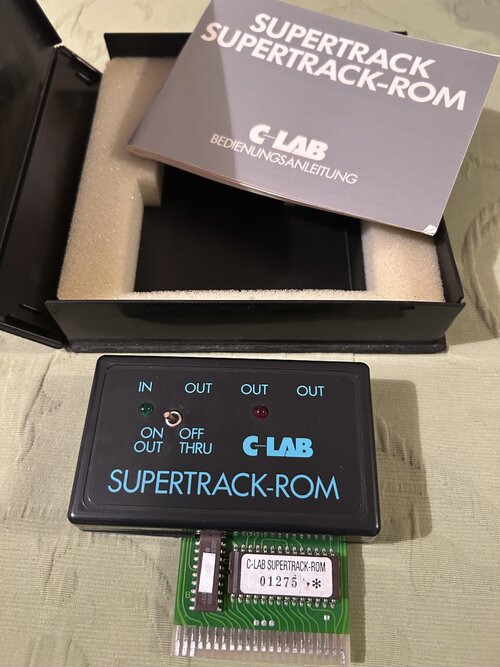 SUPERTRACK
SUPERTRACK-ROM
C-LAB
BEDIENUNGSANLEITUNG
IN OUT OUT OUT
ON OFF
OUT THRU
C-LAB
SUPERTRACK-ROM
C-LAB SUPERTRACK-ROM
01275 *